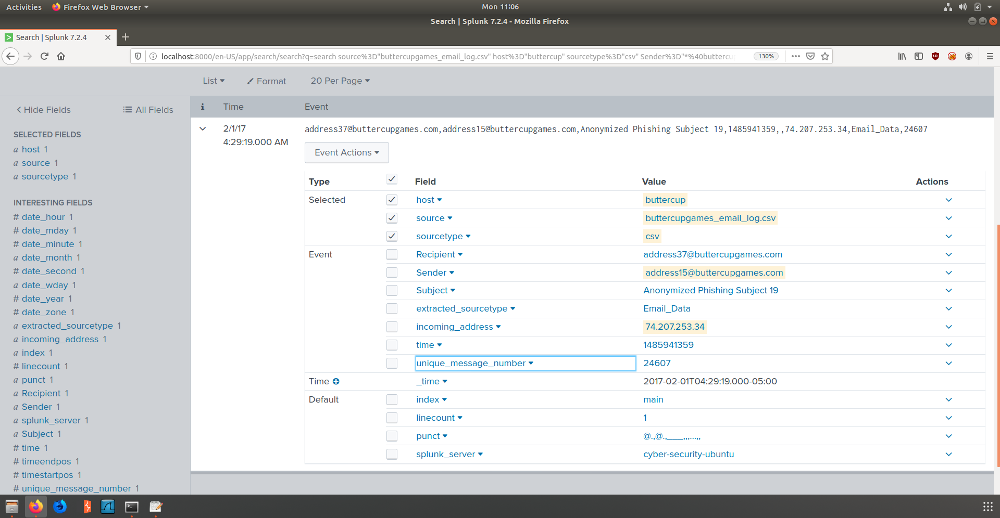 Activities Firefox Web Browser Mon 11:06
Search | Splunk 7.2.4 - Mozilla Firefox
Search | Splunk 7.2.4
localhost:8000/en-US/app/search/search?q=search source%3D"buttercupgames_email_log.csv" host%3D"buttercup" sourcetype%3D"csv" Sender%3D"*%40buttercu 130%
List Format 20 Per Page
Hide Fields All Fields
SELECTED FIELDS
a host 1
a source 1
a sourcetype 1
INTERESTING FIELDS
# date_hour 1
# date_mday 1
# date_minute 1
a date_month 1
# date_second 1
a date_wday 1
# date_year 1
# date_zone 1
a extracted_sourcetype 1
a incoming_address 1
a index 1
# linecount 1
a punct 1
a Recipient 1
a Sender 1
a splunk_server 1
a Subject 1
# time 1
# timeendpos 1
# timestartpos 1
# unique_message_number 1
i Time Event
2/1/17
4:29:19.000 AM
address37@buttercupgames.com,address15@buttercupgames.com,Anonymized Phishing Subject 19,1485941359,,74.207.253.34,Email_Data,24607
Event Actions
Type Field Value Actions
Selected host buttercup
source buttercupgames_email_log.csv
sourcetype csv
Event Recipient address37@buttercupgames.com
Sender address15@buttercupgames.com
Subject Anonymized Phishing Subject 19
extracted_sourcetype Email_Data
incoming_address 74.207.253.34
time 1485941359
unique_message_number 24607
Time _time 2017-02-01T04:29:19.000-05:00
Default index main
linecount 1
punct @.,@.,___,,,...,,
splunk_server cyber-security-ubuntu